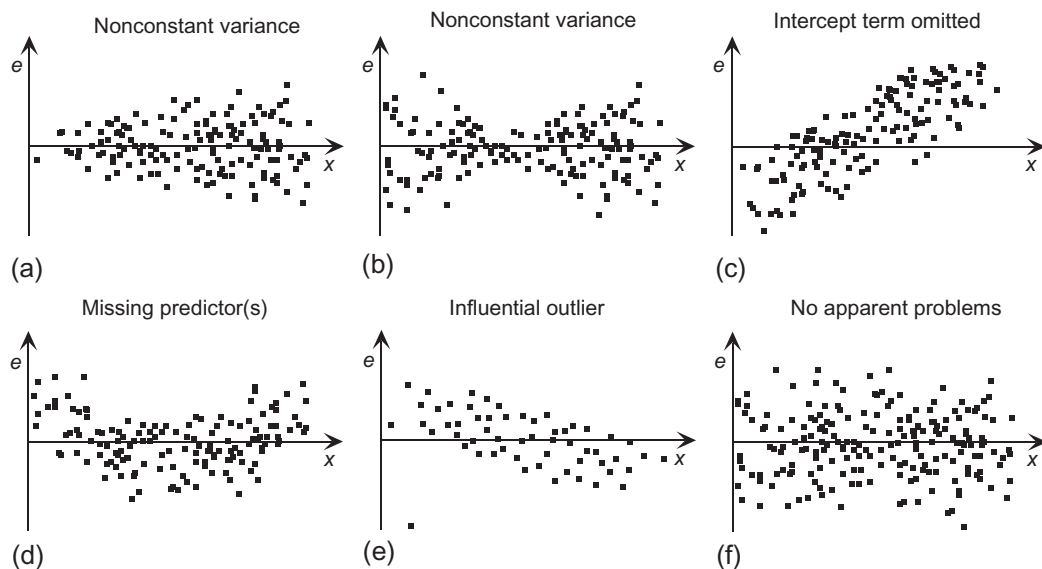 Nonconstant variance
e
x
(a)
Nonconstant variance
e
x
(b)
Intercept term omitted
e
x
(c)
Missing predictor(s)
e
x
(d)
Influential outlier
e
x
(e)
No apparent problems
e
x
(f)